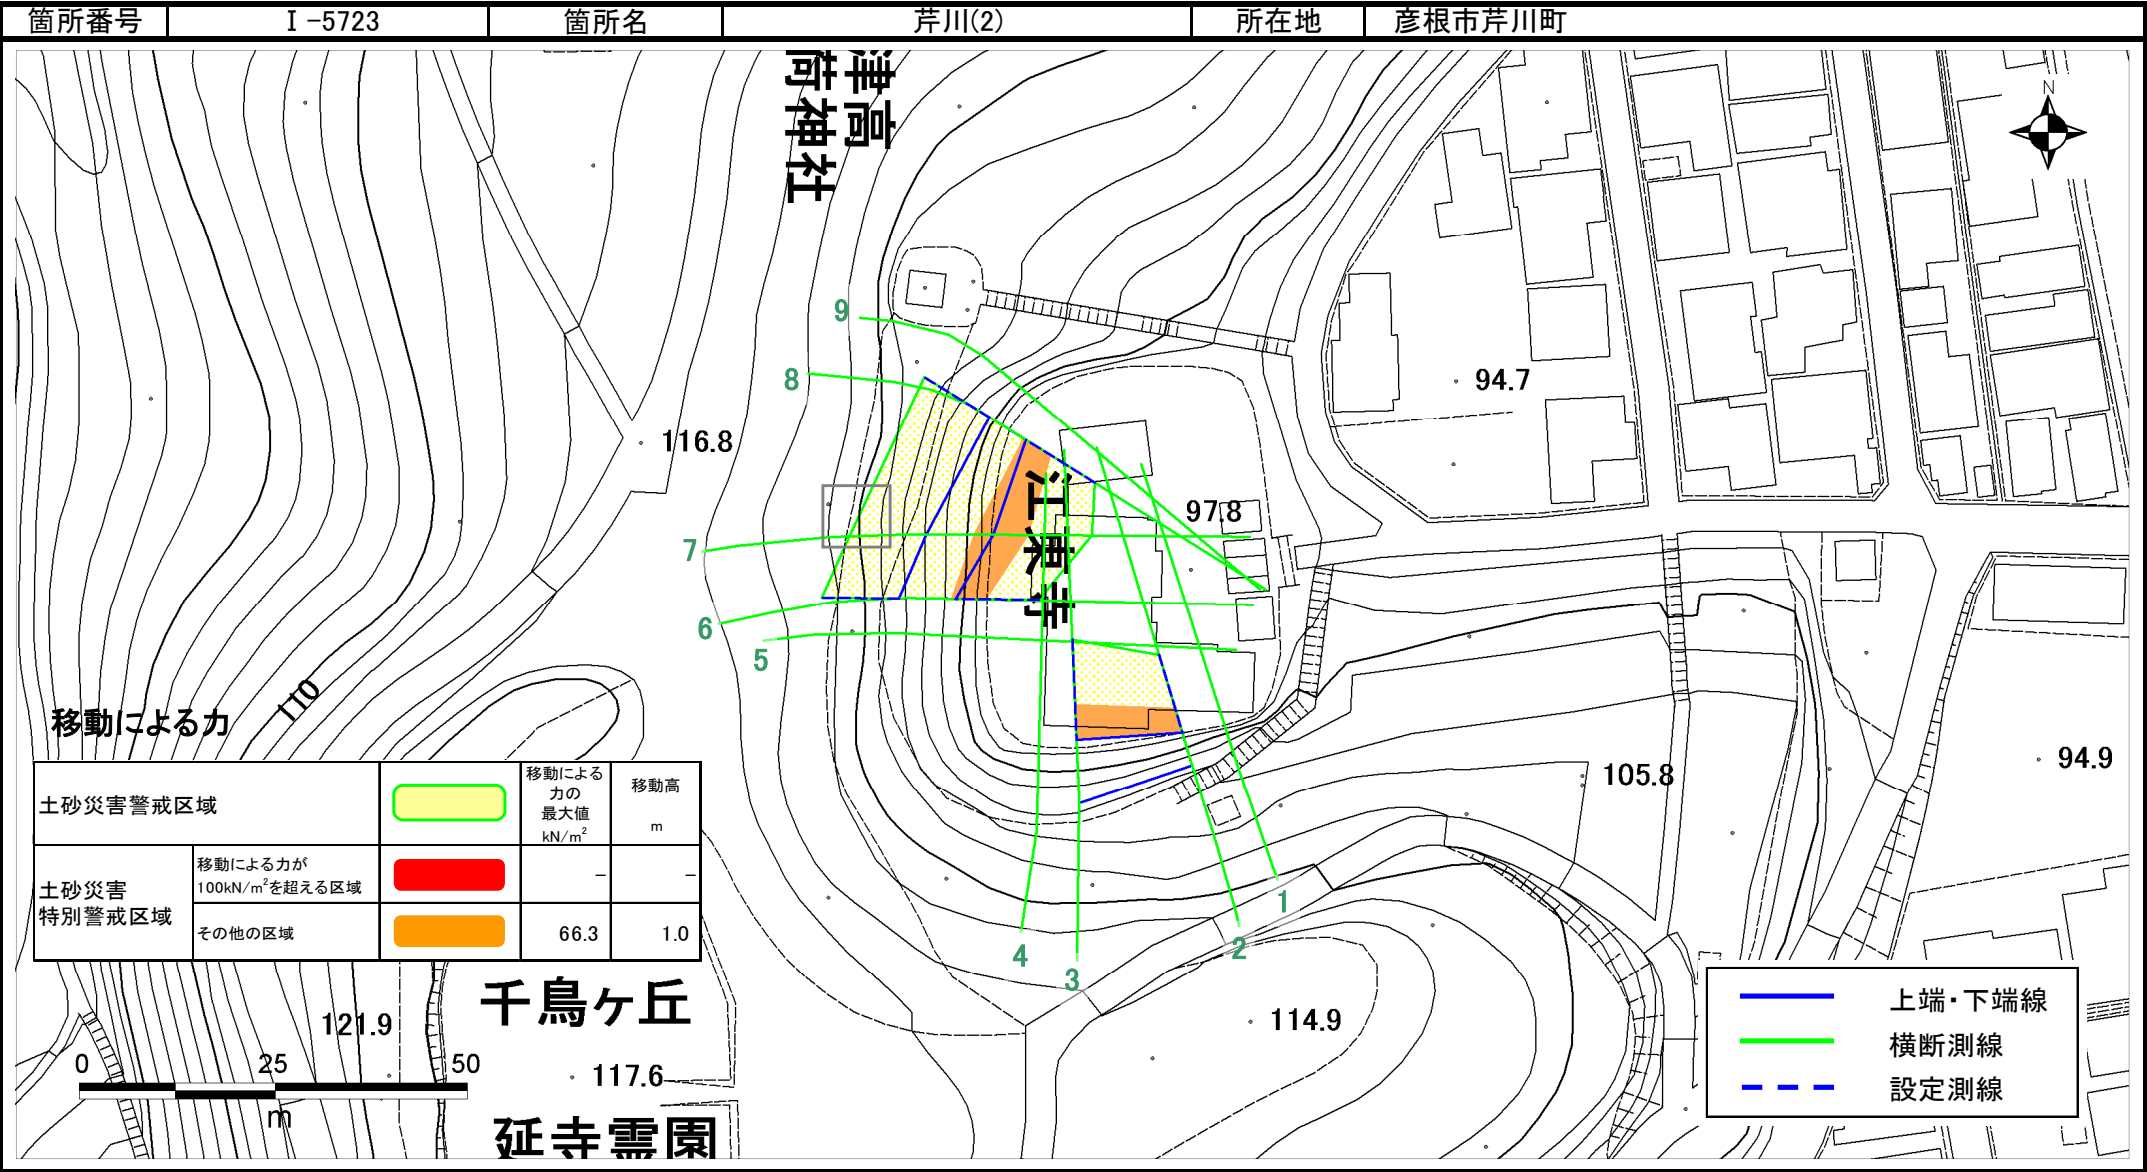 箇所番号 Ⅰ-5723 箇所名 芹川(2) 所在地 彦根市芹川町
津高
荷神社
N
9
8
94.7
116.8
97.8
江東寺
7
6
5
110
移動による力
105.8
94.9
土砂災害警戒区域
移動による
力の
最大値
kN/m²
移動高
m
土砂災害
特別警戒区域
移動による力が
100kN/m²を超える区域
－ －
その他の区域 66.3 1.0
1
2
4
3
千鳥ヶ丘
121.9
114.9
117.6
0 25 50
m
延寺霊園
上端・下端線
横断測線
設定測線